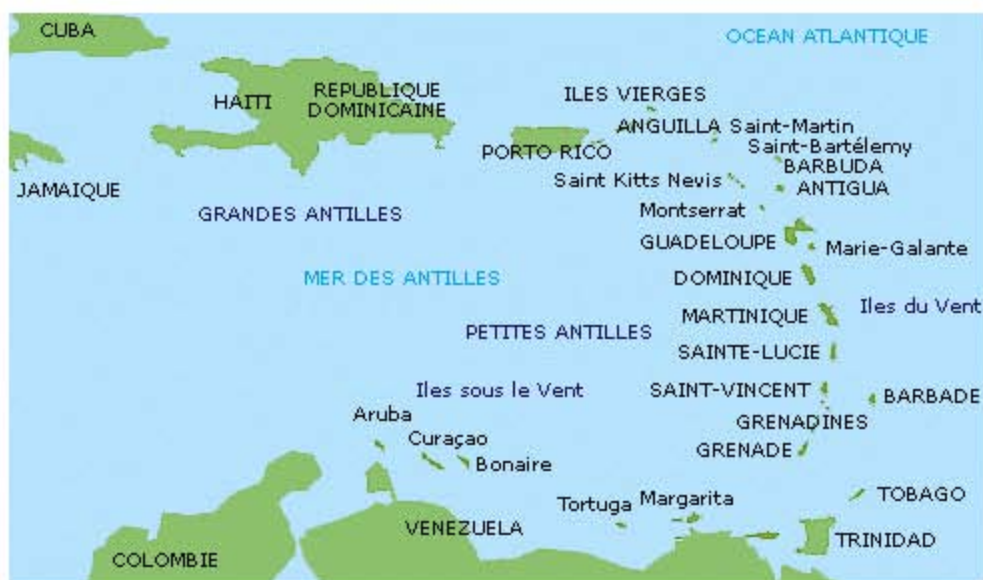 CUBA
OCEAN ATLANTIQUE
HAITI
REPUBLIQUE
DOMINICAINE
ILES VIERGES
ANGUILLA
Saint-Martin
PORTO RICO
Saint-Bartélemy
BARBUDA
JAMAIQUE
Saint Kitts Nevis
ANTIGUA
GRANDES ANTILLES
Montserrat
GUADELOUPE
Marie-Galante
MER DES ANTILLES
DOMINIQUE
MARTINIQUE
Iles du Vent
PETITES ANTILLES
SAINTE-LUCIE
Iles sous le Vent
SAINT-VINCENT
BARBADE
Aruba
GRENADINES
Curaçao
GRENADE
Bonaire
Tortuga
Margarita
TOBAGO
VENEZUELA
TRINIDAD
COLOMBIE